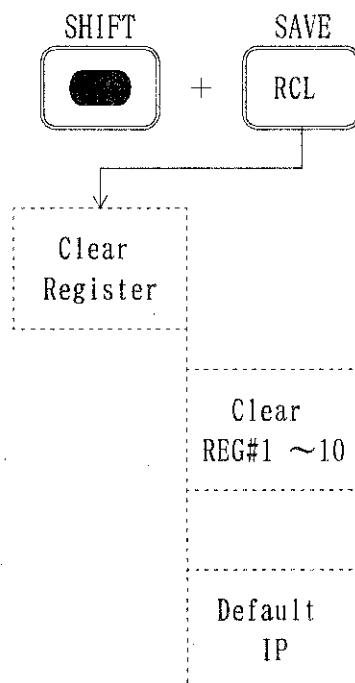 SHIFT SAVE
+ RCL
Clear
Register
Clear
REG#1 ～10
Default
IP